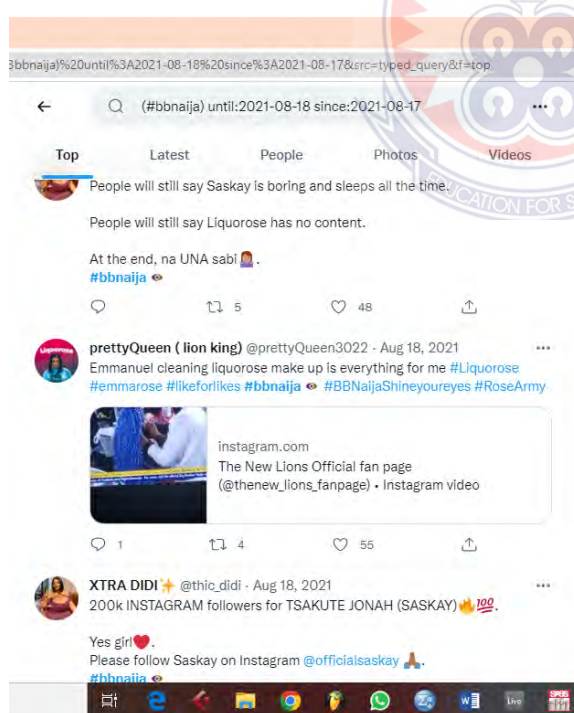 3bbnaija)%20until%3A2021-08-18%20since%3A2021-08-17&src=typed_query&f=top
(#bbnaija) until:2021-08-18 since:2021-08-17
Top Latest People Photos Videos
People will still say Saskay is boring and sleeps all the time.
People will still say Liquorose has no content.
At the end, na UNA sabi🤷🏽‍♀️.
#bbnaija
5 48
prettyQueen ( lion king) @prettyQueen3022 · Aug 18, 2021
Emmanuel cleaning liquorose make up is everything for me #Liquorose
#emmarose #likeforlikes #bbnaija #BBNaijaShineyoureyes #RoseArmy
instagram.com
The New Lions Official fan page
(@thenew_lions_fanpage) • Instagram video
1 4 55
XTRA DIDI✨ @thic_didi · Aug 18, 2021
200k INSTAGRAM followers for TSAKUTE JONAH (SASKAY)🔥💯.
Yes girl❤️.
Please follow Saskay on Instagram @officialsaskay 🙏🏾.
#bbnaija
EDUCATION FOR S